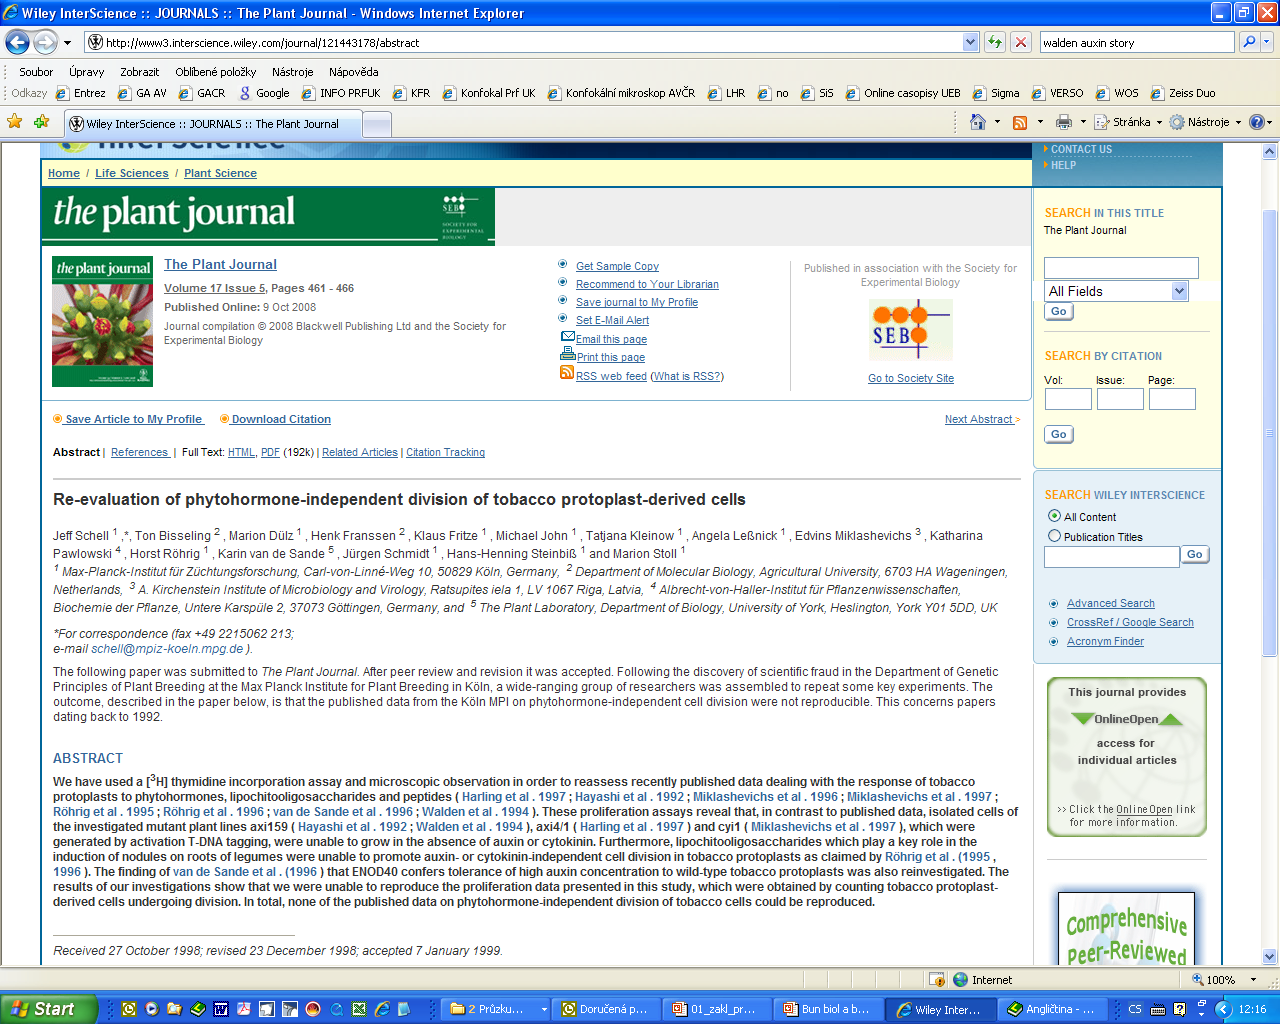 Wiley InterScience :: JOURNALS :: The Plant Journal - Windows Internet Explorer
http://www3.interscience.wiley.com/journal/121443178/abstract
walden auxin story
Soubor Úpravy Zobrazit Oblíbené položky Nástroje Nápověda
Odkazy Entrez GA AV GACR Google INFO PRFUK KFR Konfokal Prf UK Konfokální mikroskop AVČR LHR no SiS Online casopisy UEB Sigma VERSO WOS Zeiss Duo
Wiley InterScience :: JOURNALS :: The Plant Journal
Stránka Nástroje
InterScience
CONTACT US
HELP
Home / Life Sciences / Plant Science
the plant journal
SEB
SOCIETY FOR EXPERIMENTAL BIOLOGY
the plant journal
The Plant Journal
Volume 17 Issue 5, Pages 461 - 466
Published Online: 9 Oct 2008
Journal compilation © 2008 Blackwell Publishing Ltd and the Society for
Experimental Biology
Get Sample Copy
Recommend to Your Librarian
Save journal to My Profile
Set E-Mail Alert
Email this page
Print this page
RSS web feed (What is RSS?)
Published in association with the Society for
Experimental Biology
SEB
Go to Society Site
Save Article to My Profile Download Citation
Next Abstract >
Abstract | References | Full Text: HTML, PDF (192k) | Related Articles | Citation Tracking
Re-evaluation of phytohormone-independent division of tobacco protoplast-derived cells
Jeff Schell 1 ,*, Ton Bisseling 2 , Marion Dülz 1 , Henk Franssen 2 , Klaus Fritze 1 , Michael John 1 , Tatjana Kleinow 1 , Angela Leßnick 1 , Edvins Miklashevichs 3 , Katharina
Pawlowski 4 , Horst Röhrig 1 , Karin van de Sande 5 , Jürgen Schmidt 1 , Hans-Henning Steinbiß 1 and Marion Stoll 1
1 Max-Planck-Institut für Züchtungsforschung, Carl-von-Linné-Weg 10, 50829 Köln, Germany, 2 Department of Molecular Biology, Agricultural University, 6703 HA Wageningen,
Netherlands, 3 A. Kirchenstein Institute of Microbiology and Virology, Ratsupites iela 1, LV 1067 Riga, Latvia, 4 Albrecht-von-Haller-Institut für Pflanzenwissenschaften,
Biochemie der Pflanze, Untere Karspüle 2, 37073 Göttingen, Germany, and 5 The Plant Laboratory, Department of Biology, University of York, Heslington, York Y01 5DD, UK
*For correspondence (fax +49 2215062 213;
e-mail schell@mpiz-koeln.mpg.de ).
The following paper was submitted to The Plant Journal. After peer review and revision it was accepted. Following the discovery of scientific fraud in the Department of Genetic
Principles of Plant Breeding at the Max Planck Institute for Plant Breeding in Köln, a wide-ranging group of researchers was assembled to repeat some key experiments. The
outcome, described in the paper below, is that the published data from the Köln MPI on phytohormone-independent cell division were not reproducible. This concerns papers
dating back to 1992.
ABSTRACT
We have used a [3H] thymidine incorporation assay and microscopic observation in order to reassess recently published data dealing with the response of tobacco
protoplasts to phytohormones, lipochitooligosaccharides and peptides ( Harling et al . 1997 ; Hayashi et al . 1992 ; Miklashevichs et al . 1996 ; Miklashevichs et al . 1997 ;
Röhrig et al . 1995 ; Röhrig et al . 1996 ; van de Sande et al . 1996 ; Walden et al . 1994 ). These proliferation assays reveal that, in contrast to published data, isolated cells of
the investigated mutant plant lines axi159 ( Hayashi et al . 1992 ; Walden et al . 1994 ), axi4/1 ( Harling et al . 1997 ) and cyi1 ( Miklashevichs et al . 1997 ), which were
generated by activation T-DNA tagging, were unable to grow in the absence of auxin or cytokinin. Furthermore, lipochitooligosaccharides which play a key role in the
induction of nodules on roots of legumes were unable to promote auxin- or cytokinin-independent cell division in tobacco protoplasts as claimed by Röhrig et al . (1995 ,
1996 ). The finding of van de Sande et al . (1996 ) that ENOD40 confers tolerance of high auxin concentration to wild-type tobacco protoplasts was also reinvestigated. The
results of our investigations show that we were unable to reproduce the proliferation data presented in this study, which were obtained by counting tobacco protoplast-
derived cells undergoing division. In total, none of the published data on phytohormone-independent division of tobacco cells could be reproduced.
Received 27 October 1998; revised 23 December 1998; accepted 7 January 1999.
SEARCH IN THIS TITLE
The Plant Journal
All Fields
Go
SEARCH BY CITATION
Vol: Issue: Page:
Go
SEARCH WILEY INTERSCIENCE
All Content
Publication Titles
Go
Advanced Search
CrossRef / Google Search
Acronym Finder
This journal provides
OnlineOpen
access for
individual articles
>> Click the OnlineOpen link
for more information.
Comprehensive
Peer-Reviewed
Internet
100%
Start
2 Průzku...
Doručená p...
01_zakl_pr...
Bun biol a b...
Wiley Inter...
Angličtina - ...
CS
12:16